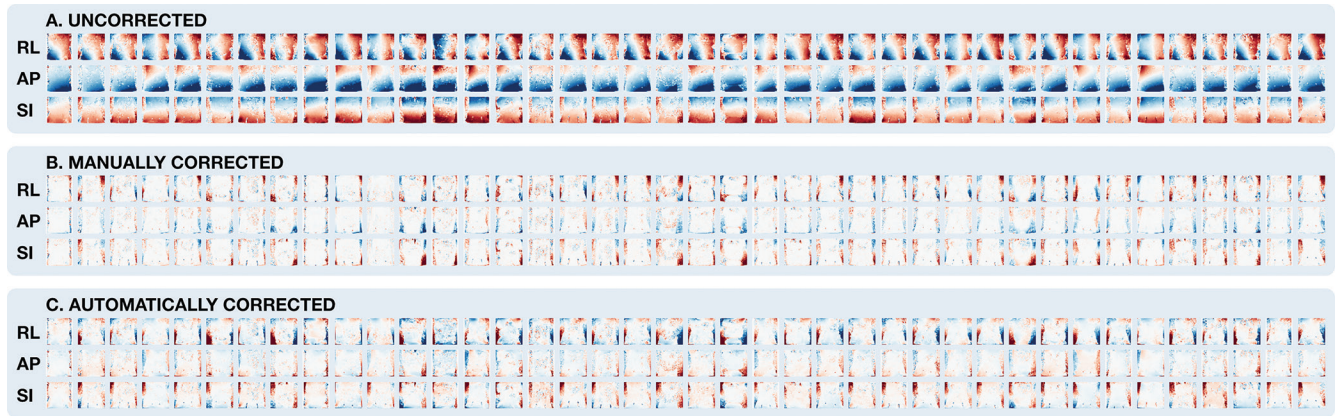 A. UNCORRECTED
RL
AP
SI
B. MANUALLY CORRECTED
RL
AP
SI
C. AUTOMATICALLY CORRECTED
RL
AP
SI